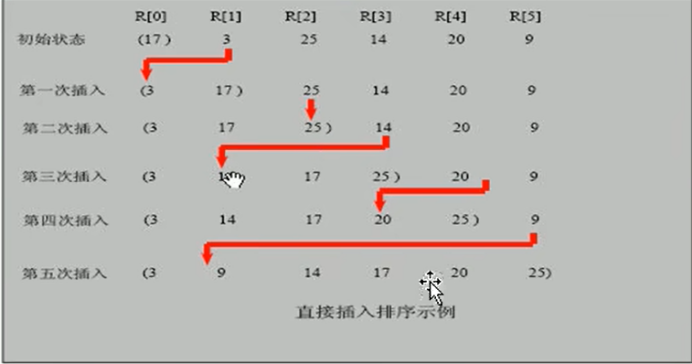 R[0] R[1] R[2] R[3] R[4] R[5]
初始状态 (17) 3 25 14 20 9
第一次插入 (3 17) 25 14 20 9
第二次插入 (3 17 25) 14 20 9
第三次插入 (3 17 25) 20 9
第四次插入 (3 14 17 20 25) 9
第五次插入 (3 9 14 17 20 25)
直接插入排序示例